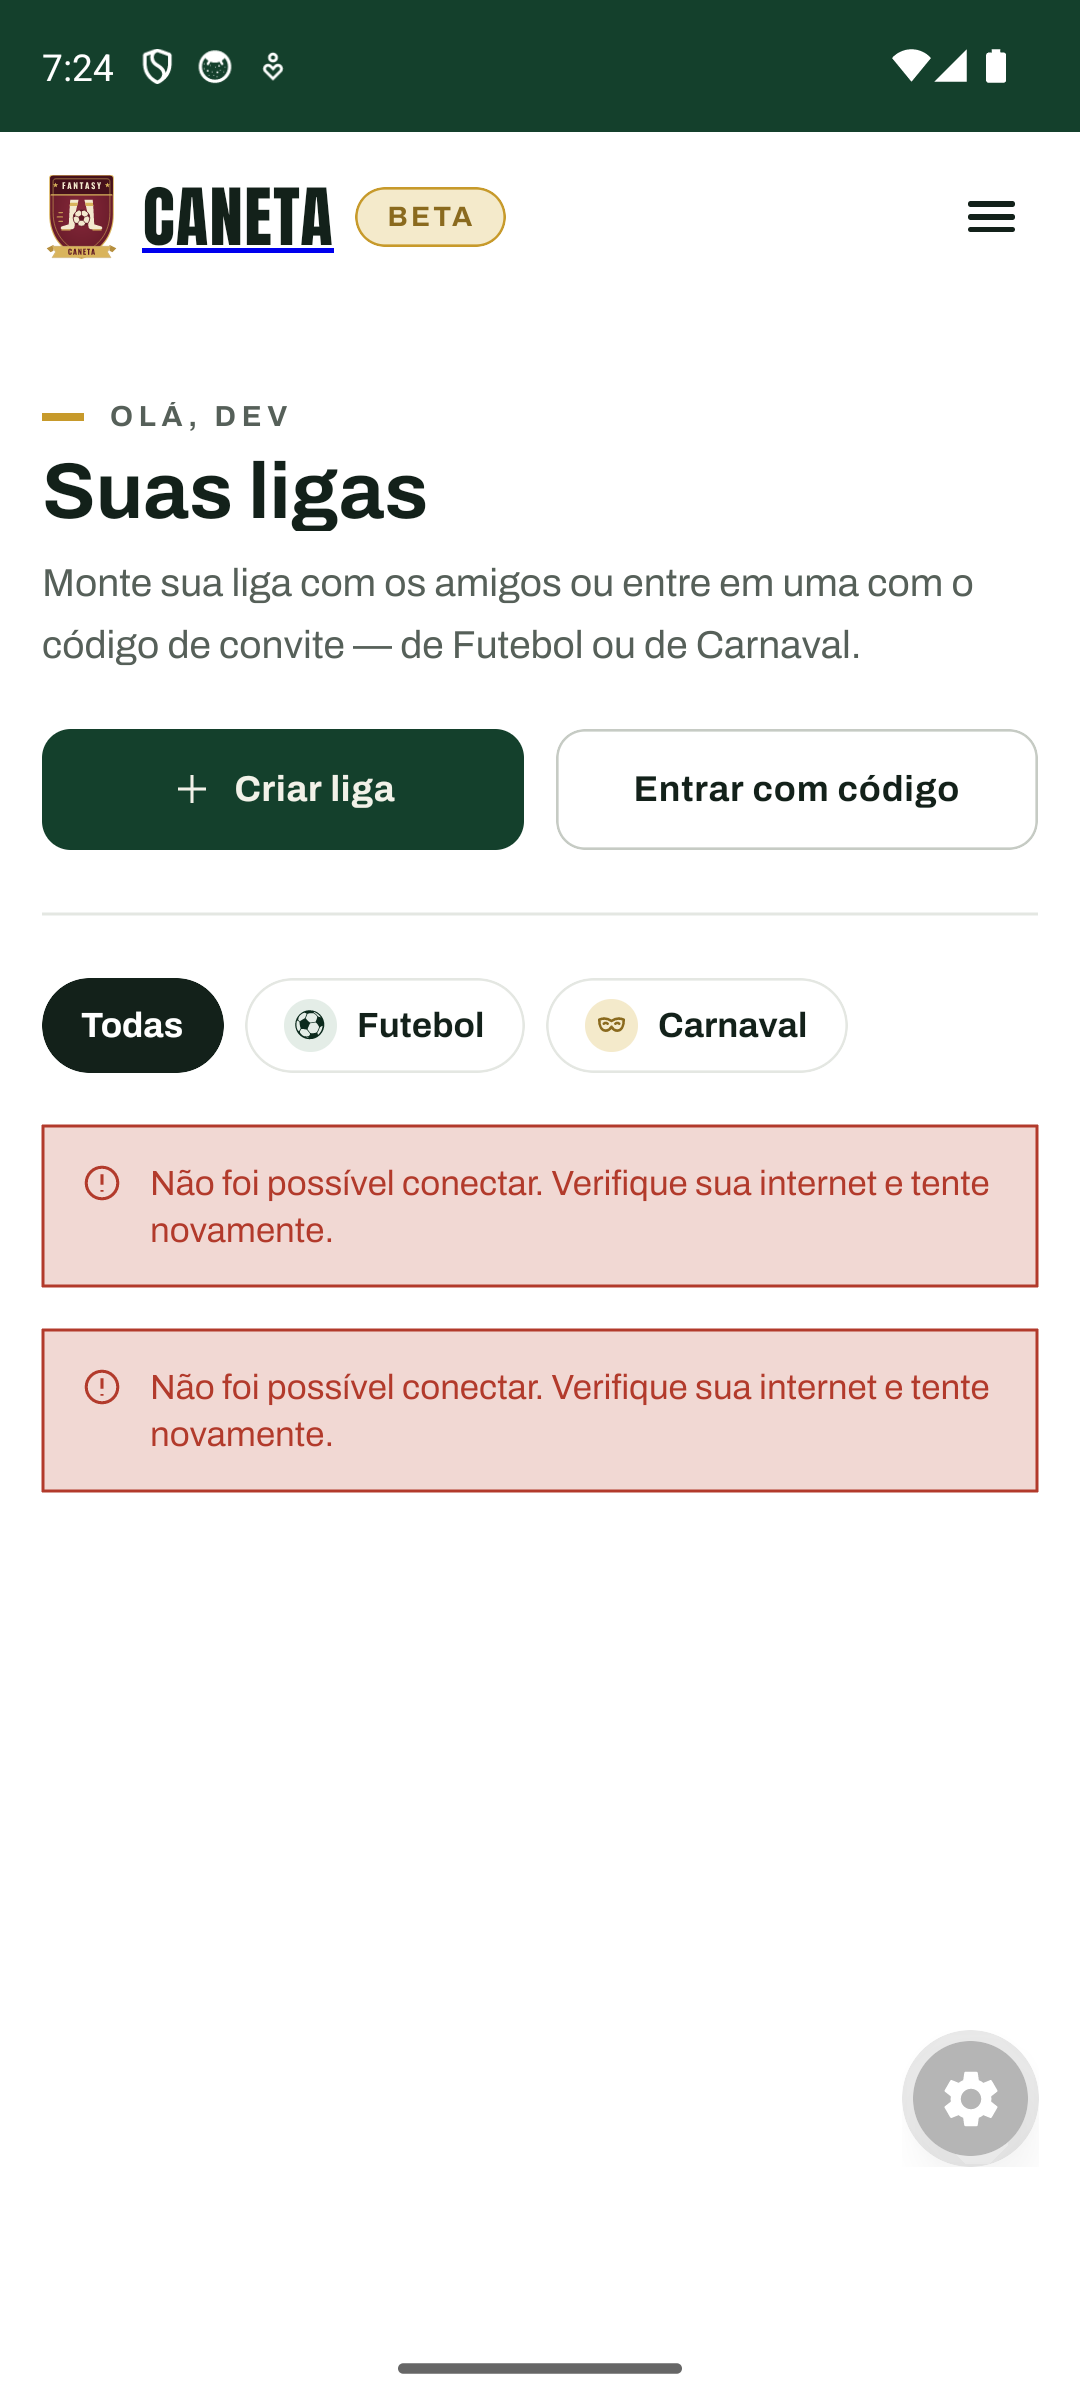 7:24
FANTASY
CANETA
CANETA
BETA
OLÁ, DEV
Suas ligas
Monte sua liga com os amigos ou entre em uma com o
código de convite — de Futebol ou de Carnaval.
Criar liga
Entrar com código
Todas
Futebol
Carnaval
Não foi possível conectar. Verifique sua internet e tente
novamente.
Não foi possível conectar. Verifique sua internet e tente
novamente.